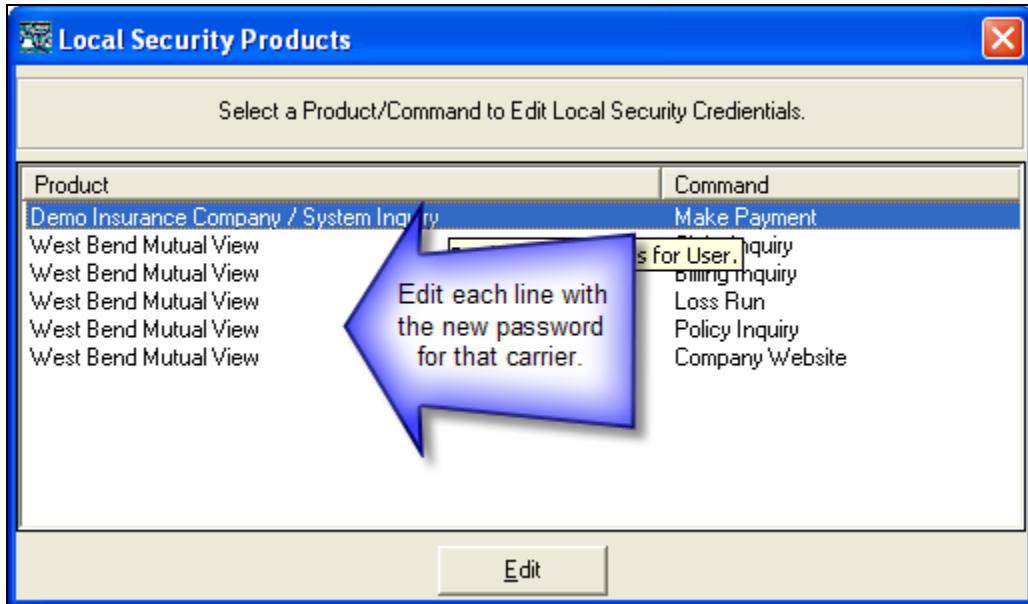 Local Security Products
Select a Product/Command to Edit Local Security Credientials.
Product Command
Demo Insurance Company / System Inquiry Make Payment
West Bend Mutual View Inquiry
s for User.
West Bend Mutual View Billing Inquiry
West Bend Mutual View Loss Run
West Bend Mutual View Policy Inquiry
West Bend Mutual View Company Website
Edit each line with
the new password
for that carrier.
Edit